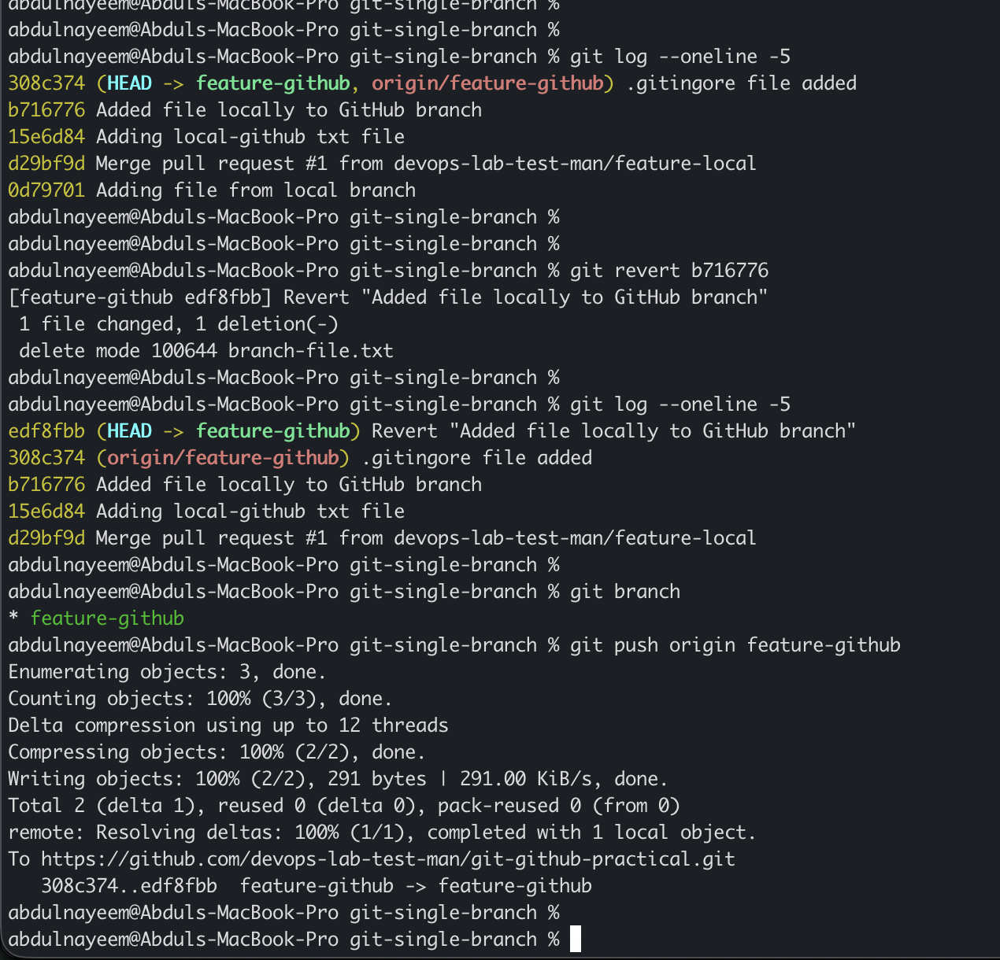 abdulnayeem@Abduls-MacBook-Pro git-single-branch %
abdulnayeem@Abduls-MacBook-Pro git-single-branch %
abdulnayeem@Abduls-MacBook-Pro git-single-branch % git log --oneline -5
308c374 (HEAD -> feature-github, origin/feature-github) .gitingore file added
b716776 Added file locally to GitHub branch
15e6d84 Adding local-github txt file
d29bf9d Merge pull request #1 from devops-lab-test-man/feature-local
0d79701 Adding file from local branch
abdulnayeem@Abduls-MacBook-Pro git-single-branch %
abdulnayeem@Abduls-MacBook-Pro git-single-branch %
abdulnayeem@Abduls-MacBook-Pro git-single-branch % git revert b716776
[feature-github edf8fbb] Revert "Added file locally to GitHub branch"
 1 file changed, 1 deletion(-)
 delete mode 100644 branch-file.txt
abdulnayeem@Abduls-MacBook-Pro git-single-branch %
abdulnayeem@Abduls-MacBook-Pro git-single-branch % git log --oneline -5
edf8fbb (HEAD -> feature-github) Revert "Added file locally to GitHub branch"
308c374 (origin/feature-github) .gitingore file added
b716776 Added file locally to GitHub branch
15e6d84 Adding local-github txt file
d29bf9d Merge pull request #1 from devops-lab-test-man/feature-local
abdulnayeem@Abduls-MacBook-Pro git-single-branch %
abdulnayeem@Abduls-MacBook-Pro git-single-branch % git branch
* feature-github
abdulnayeem@Abduls-MacBook-Pro git-single-branch % git push origin feature-github
Enumerating objects: 3, done.
Counting objects: 100% (3/3), done.
Delta compression using up to 12 threads
Compressing objects: 100% (2/2), done.
Writing objects: 100% (2/2), 291 bytes | 291.00 KiB/s, done.
Total 2 (delta 1), reused 0 (delta 0), pack-reused 0 (from 0)
remote: Resolving deltas: 100% (1/1), completed with 1 local object.
To https://github.com/devops-lab-test-man/git-github-practical.git
   308c374..edf8fbb  feature-github -> feature-github
abdulnayeem@Abduls-MacBook-Pro git-single-branch %
abdulnayeem@Abduls-MacBook-Pro git-single-branch %